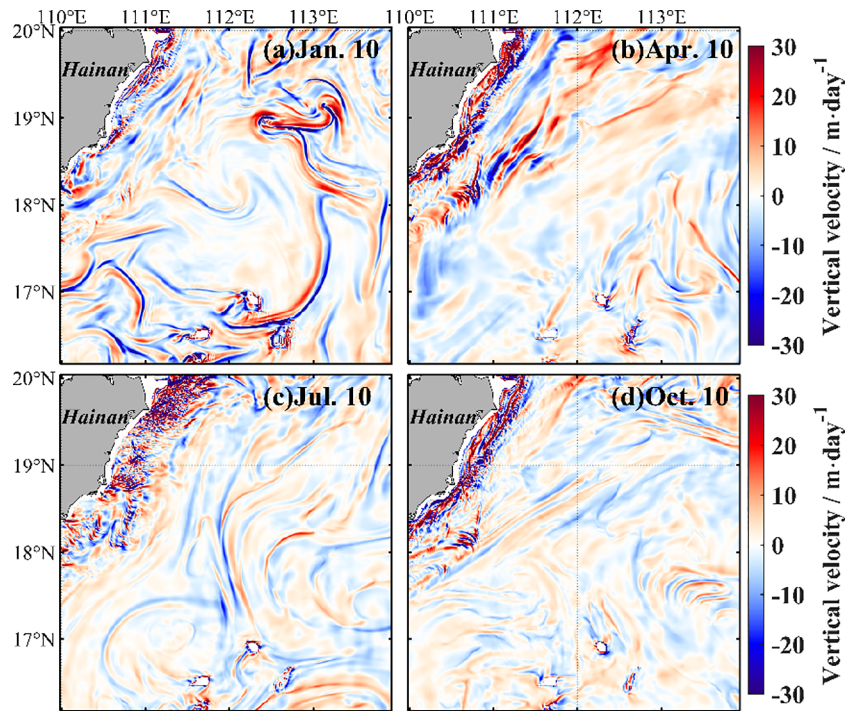 110°E 111°E 112°E 113°E 110°E 111°E 112°E 113°E
20°N
19°N
18°N
17°N
Hainan
(a)Jan. 10
Hainan
(b)Apr. 10
30
20
10
0
-10
-20
-30
Vertical velocity / m·day⁻¹
20°N
19°N
18°N
17°N
Hainan
(c)Jul. 10
Hainan
(d)Oct. 10
30
20
10
0
-10
-20
-30
Vertical velocity / m·day⁻¹